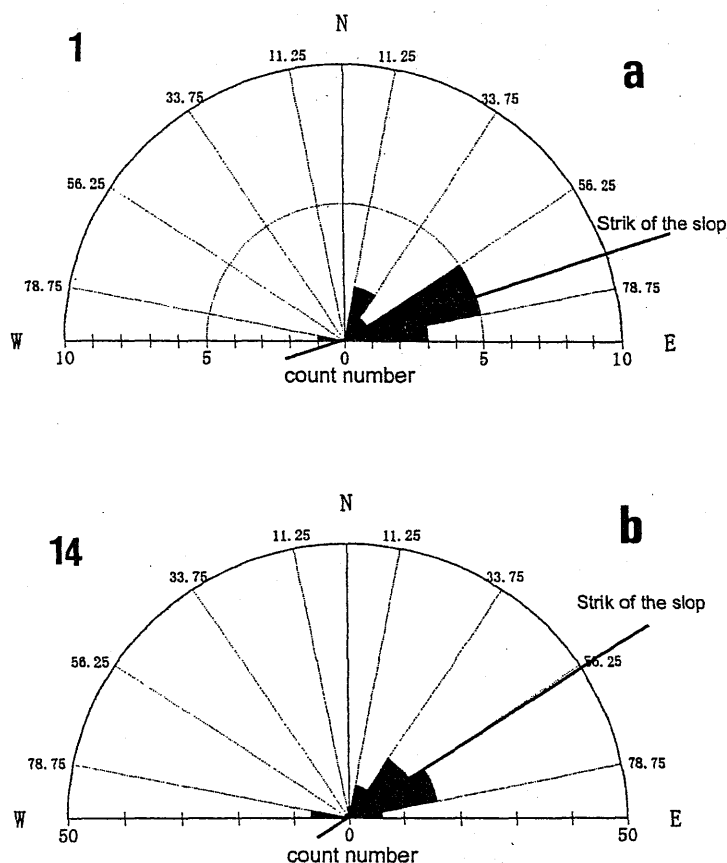 N
1
a
11.25 11.25
33.75 33.75
56.25 56.25
Strik of the slop
78.75 78.75
W E
10 5 0 5 10
count number
N
14
b
11.25 11.25
33.75 33.75
Strik of the slop
56.25 56.25
78.75 78.75
W E
50 0 50
count number